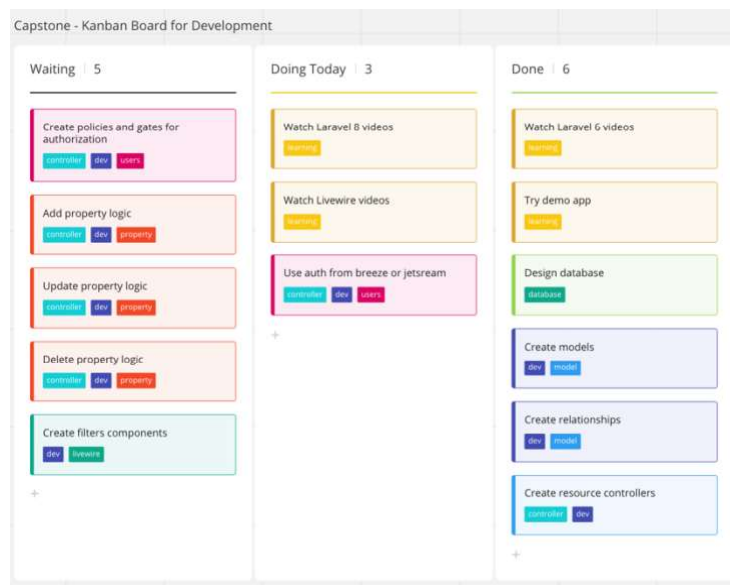 Capstone - Kanban Board for Development
Waiting 5
Create policies and gates for
authorization
controller dev users
Add property logic
controller dev property
Update property logic
controller dev property
Delete property logic
controller dev property
Create filters components
dev livewire
+
Doing Today 3
Watch Laravel 8 videos
learning
Watch Livewire videos
learning
Use auth from breeze or jetsream
controller dev users
+
Done 6
Watch Laravel 6 videos
learning
Try demo app
learning
Design database
database
Create models
dev model
Create relationships
dev model
Create resource controllers
controller dev
+